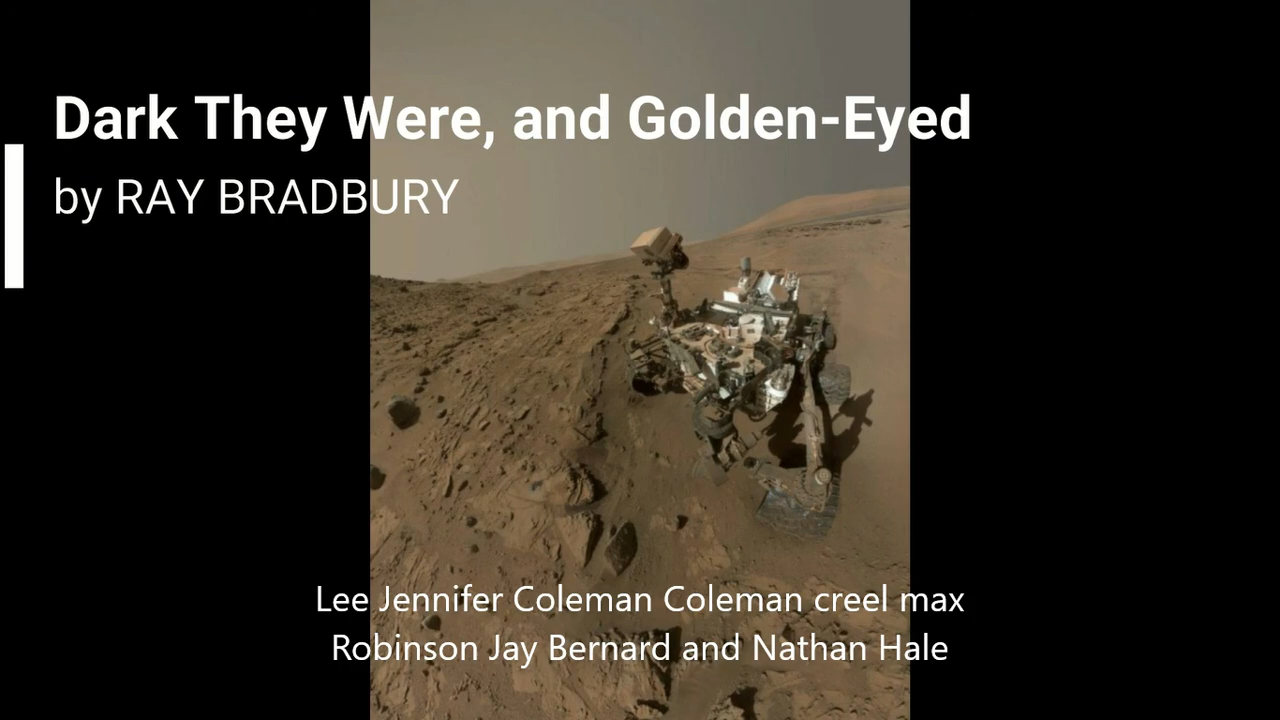 Dark They Were, and Golden-Eyed
by RAY BRADBURY
Lee Jennifer Coleman Coleman creel max
Robinson Jay Bernard and Nathan Hale